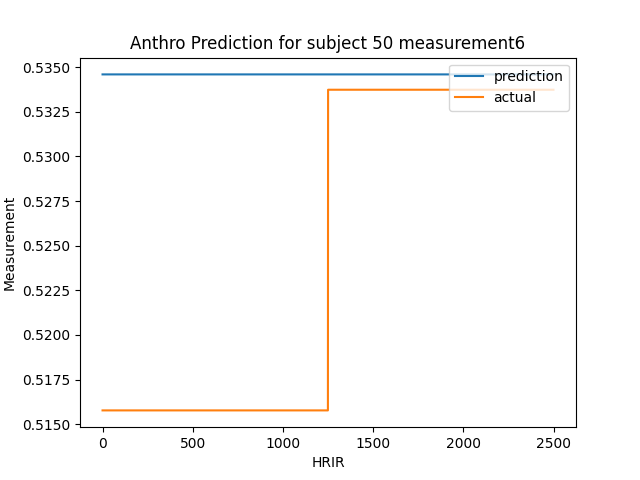 Anthro Prediction for subject 50 measurement6
0.5350
0.5325
0.5300
0.5275
0.5250
0.5225
0.5200
0.5175
0.5150
Measurement
prediction
actual
0 500 1000 1500 2000 2500
HRIR